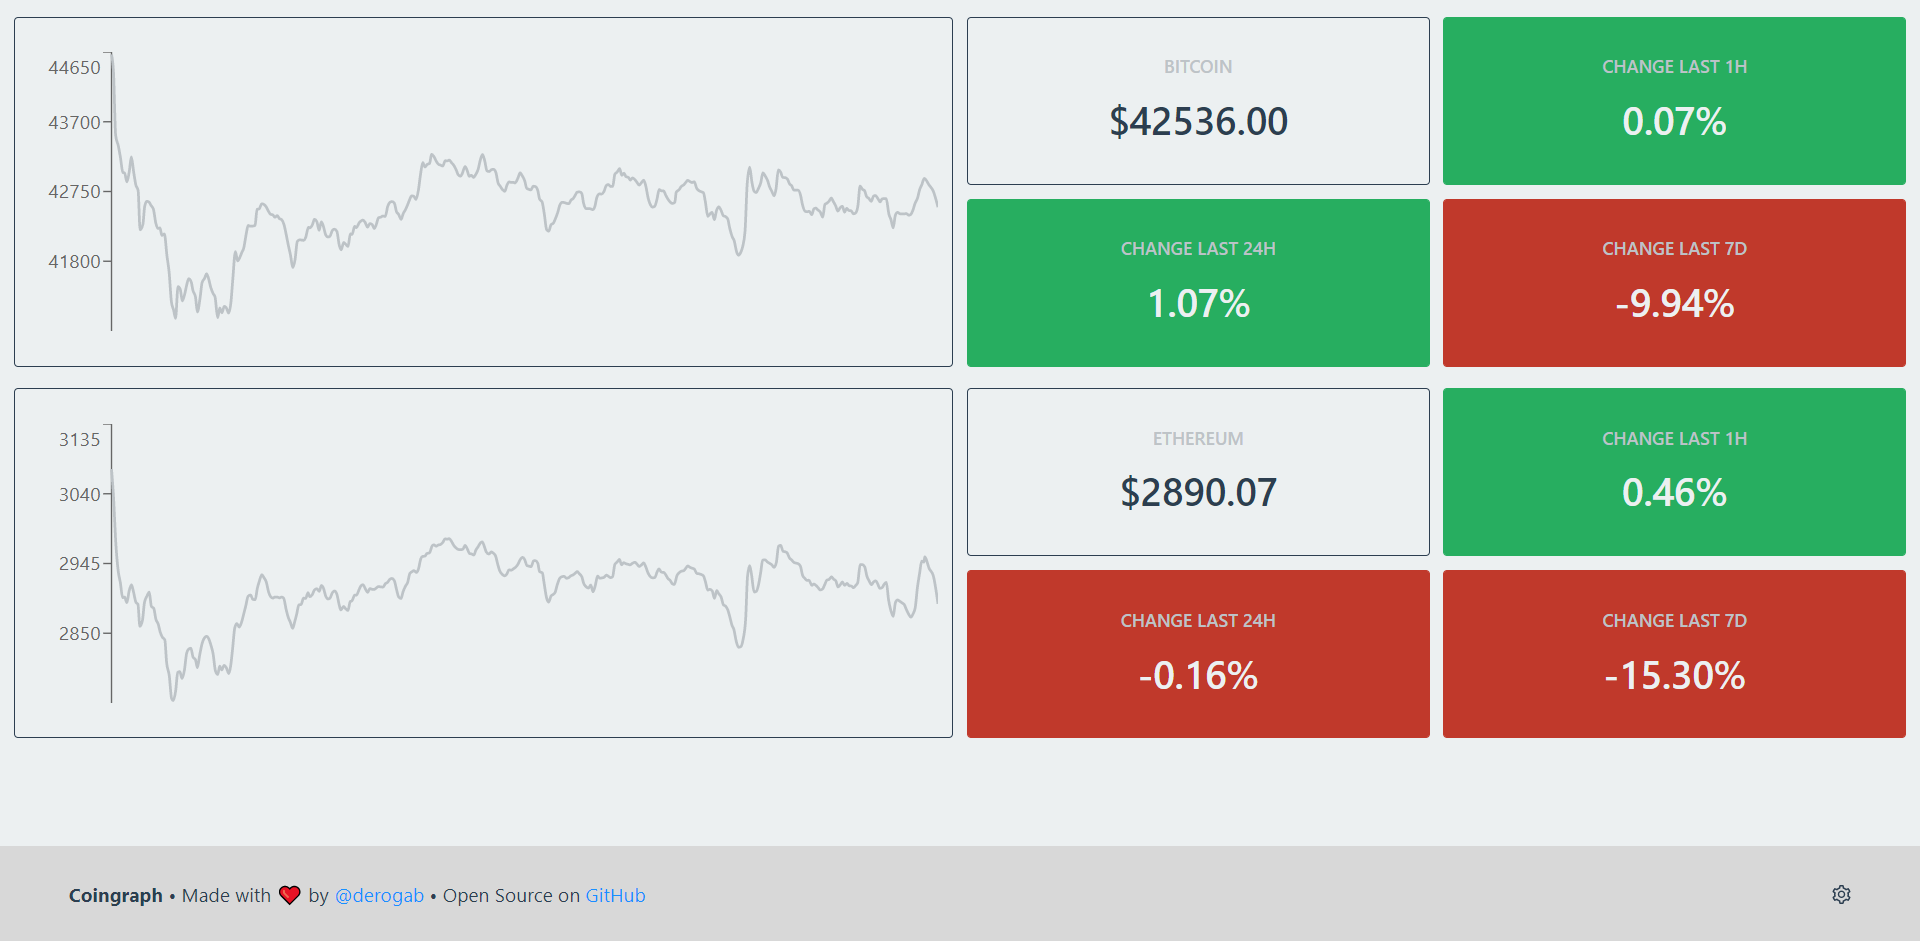 44650
43700
42750
41800
BITCOIN
$42536.00
CHANGE LAST 1H
0.07%
CHANGE LAST 24H
1.07%
CHANGE LAST 7D
-9.94%
3135
3040
2945
2850
ETHEREUM
$2890.07
CHANGE LAST 1H
0.46%
CHANGE LAST 24H
-0.16%
CHANGE LAST 7D
-15.30%
Coingraph • Made with ❤️ by @derogab • Open Source on GitHub